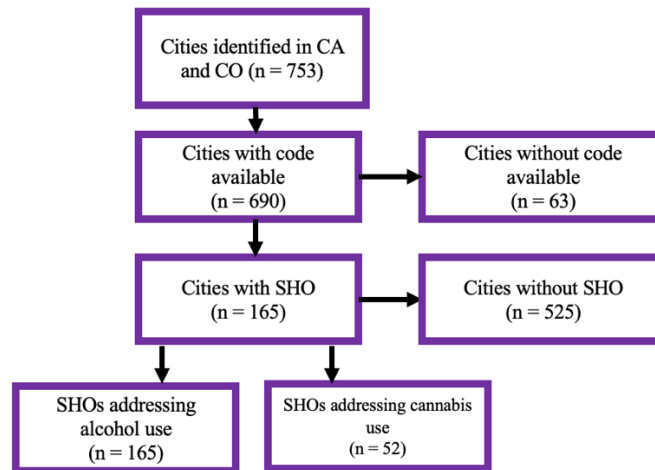 Cities identified in CA
and CO (n = 753)
Cities with code
available
(n = 690)
Cities without code
available
(n = 63)
Cities with SHO
(n = 165)
Cities without SHO
(n = 525)
SHOs addressing
alcohol use
(n = 165)
SHOs addressing cannabis
use
(n = 52)